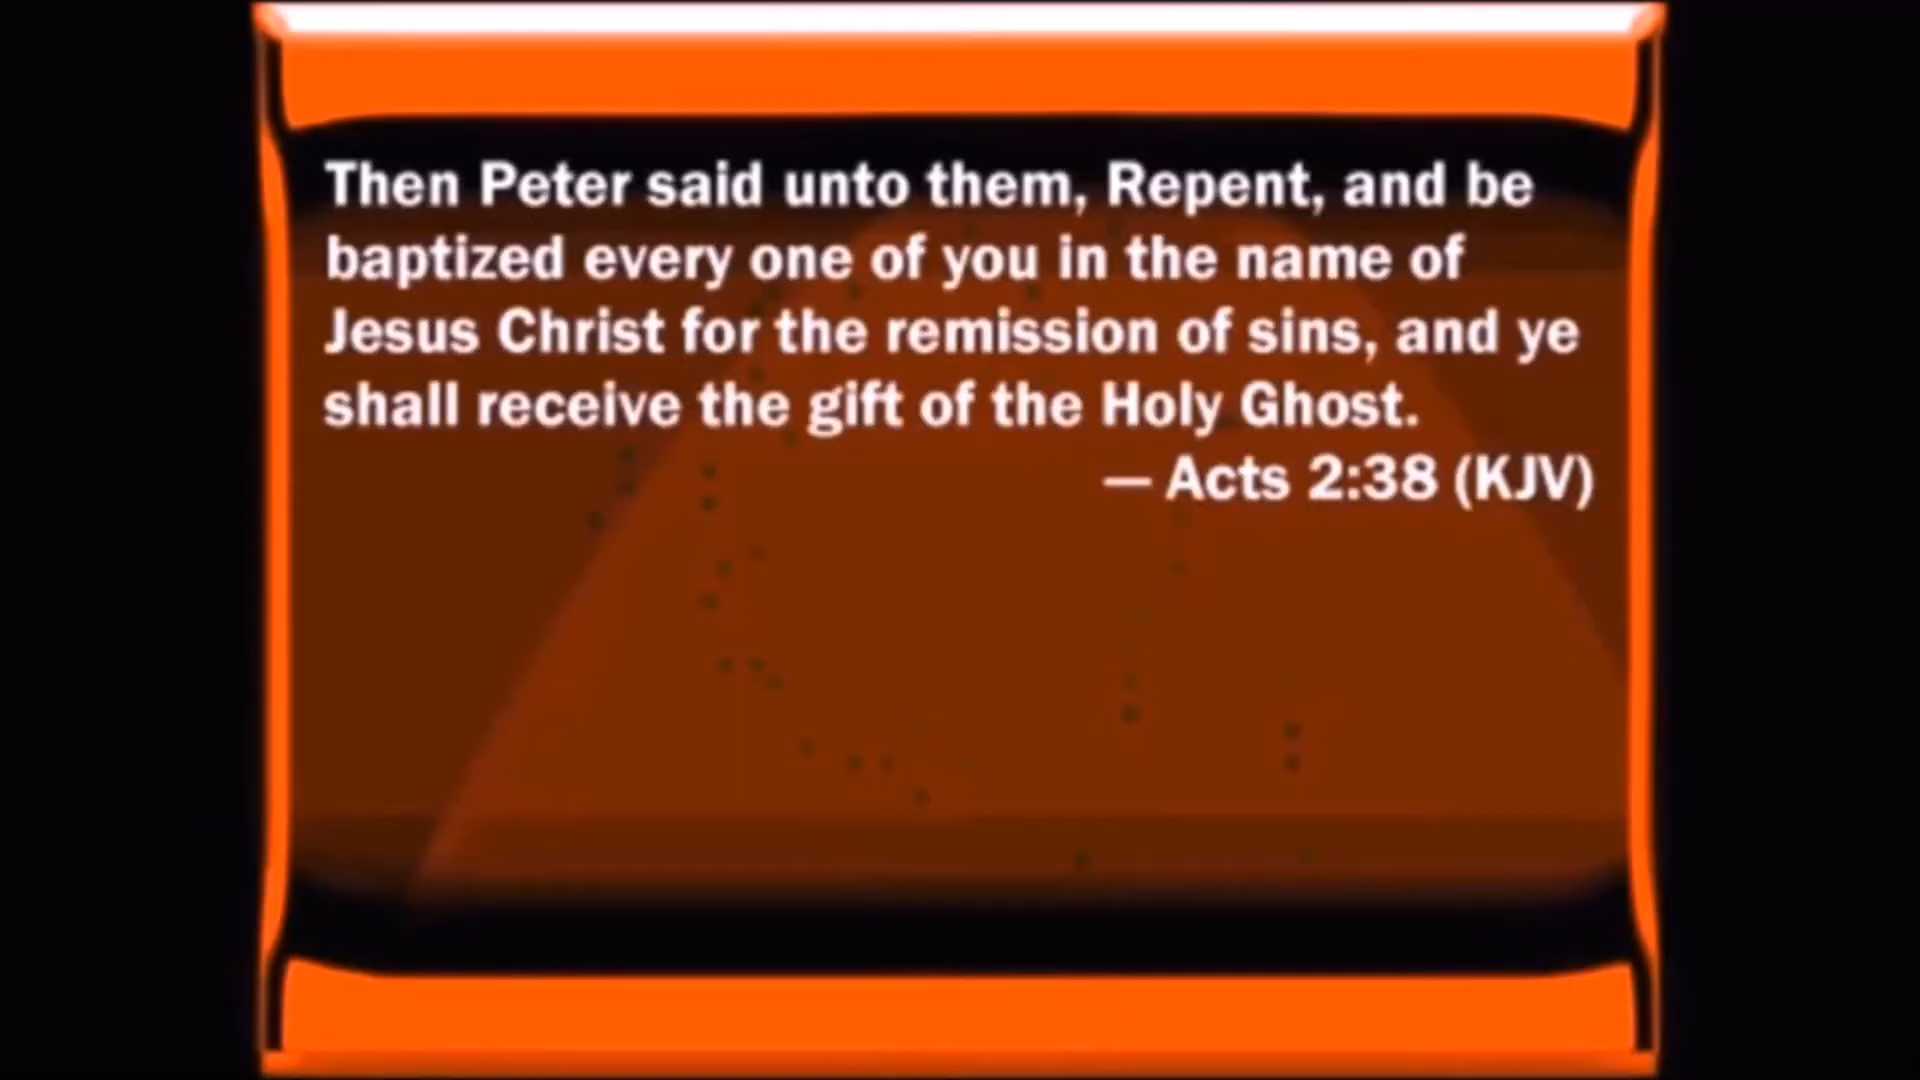 Then Peter said unto them, Repent, and be
baptized every one of you in the name of
Jesus Christ for the remission of sins, and ye
shall receive the gift of the Holy Ghost.
— Acts 2:38 (KJV)